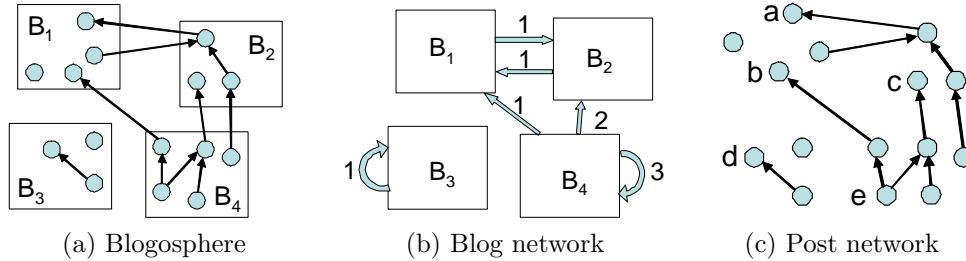 B₁
B₂
B₃
B₄
(a) Blogosphere
1
B₁
1
B₂
1
2
1
B₃
B₄
3
(b) Blog network
a
b
c
d
e
(c) Post network